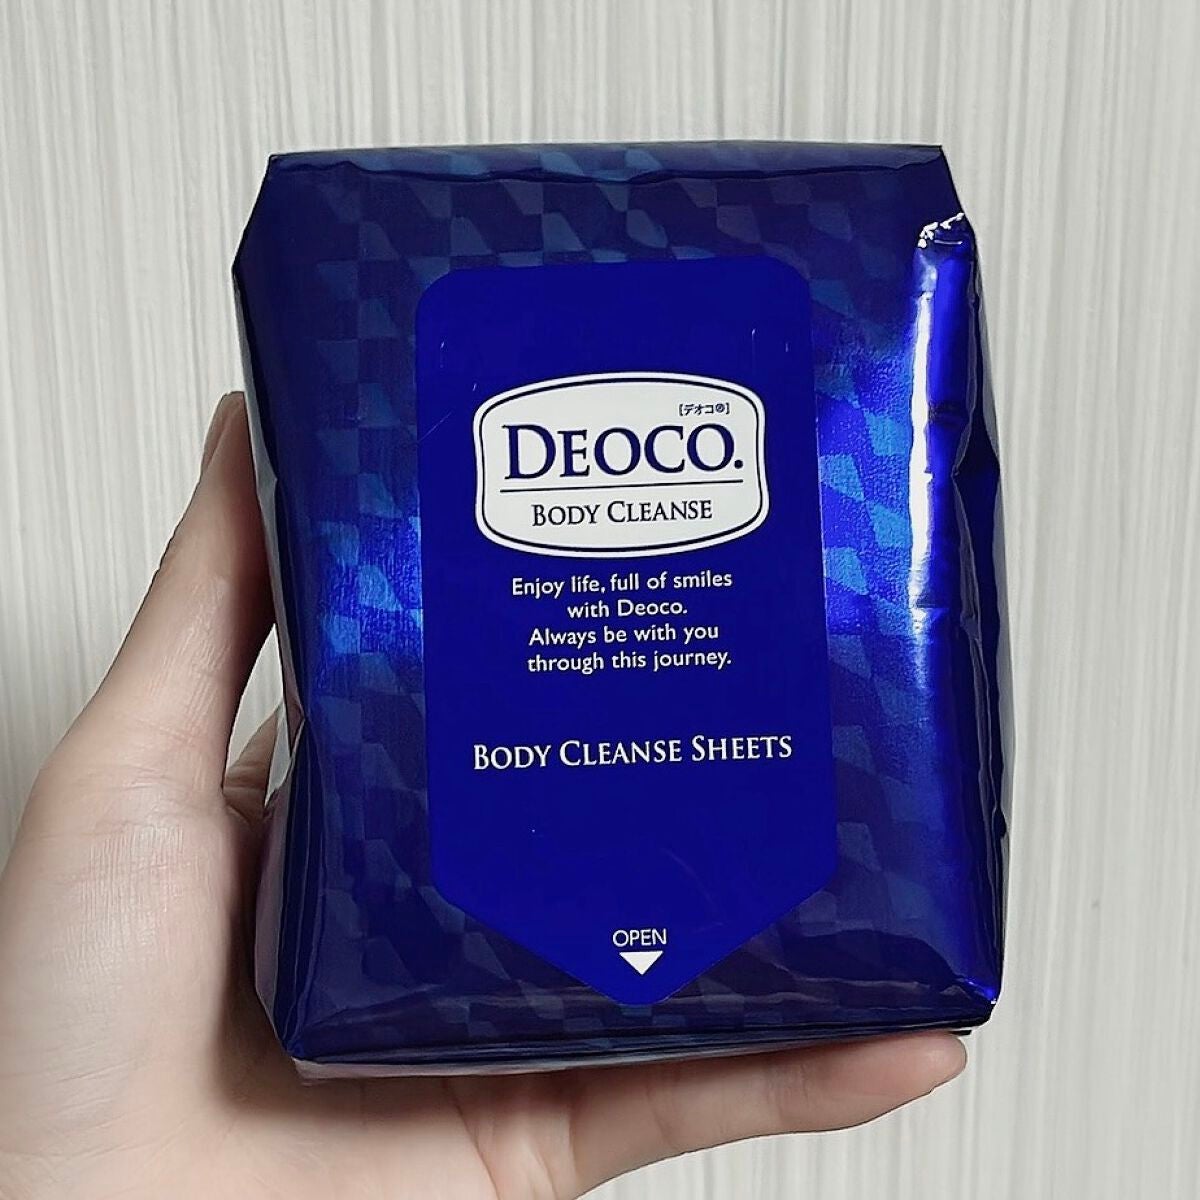 [デオコ®]
DEOCO.
BODY CLEANSE
Enjoy life, full of smiles
with Deoco.
Always be with you
through this journey.
BODY CLEANSE SHEETS
OPEN